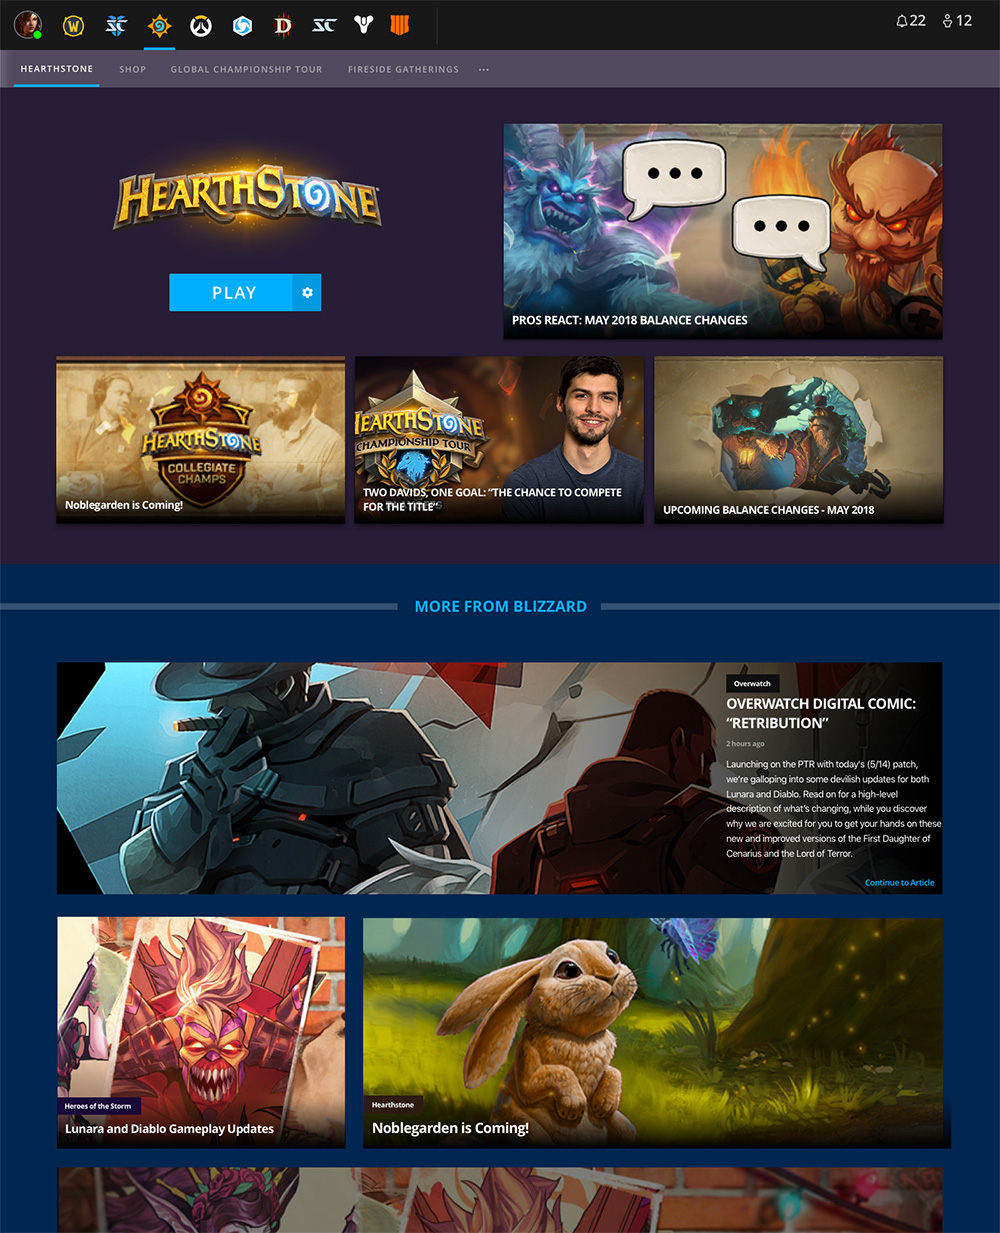 22
12
HEARTHSTONE
SHOP
GLOBAL CHAMPIONSHIP TOUR
FIRESIDE GATHERINGS
...
HEARTHSTONE
PLAY
PROS REACT: MAY 2018 BALANCE CHANGES
HEARTHSTONE
COLLEGIATE
CHAMPS
Noblegarden is Coming!
HEARTHSTONE
CHAMPIONSHIP TOUR
TWO DAVIDS, ONE GOAL: “THE CHANCE TO COMPETE
FOR THE TITLE”
UPCOMING BALANCE CHANGES - MAY 2018
MORE FROM BLIZZARD
Overwatch
OVERWATCH DIGITAL COMIC:
“RETRIBUTION”
2 hours ago
Launching on the PTR with today's (5/14) patch,
we're galloping into some devilish updates for both
Lunara and Diablo. Read on for a high-level
description of what's changing, while you discover
why we are excited for you to get your hands on these
new and improved versions of the First Daughter of
Cenarius and the Lord of Terror.
Continue to Article
Heroes of the Storm
Lunara and Diablo Gameplay Updates
Hearthstone
Noblegarden is Coming!